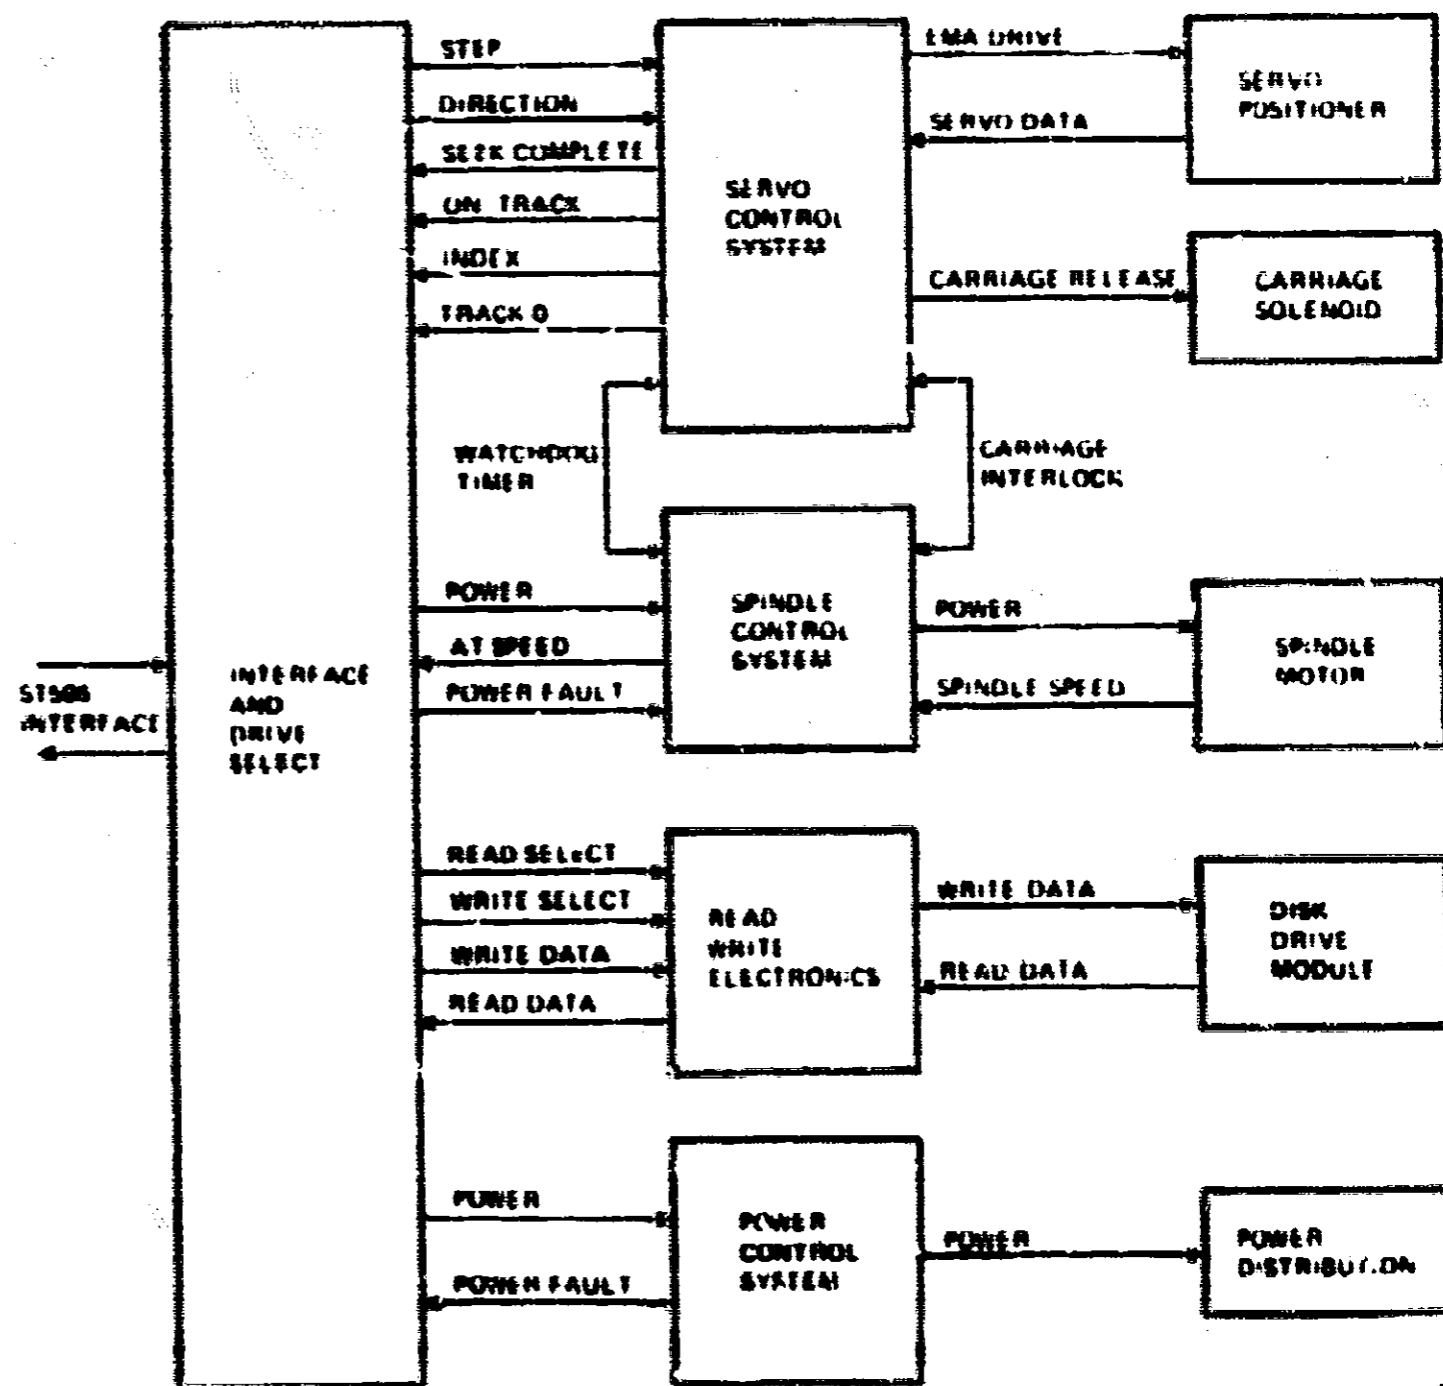 STEP
DIRECTION
SEEK COMPLETE
ON TRACK
INDEX
TRACK 0
SERVO
CONTROL
SYSTEM
LMA DRIVE
SERVO DATA
SERVO
POSITIONER
CARRIAGE RELEASE
CARRIAGE
SOLENOID
WATCHDOG
TIMER
CARRIAGE
INTERLOCK
ST506
INTERFACE
INTERFACE
AND
DRIVE
SELECT
POWER
AT SPEED
POWER FAULT
SPINDLE
CONTROL
SYSTEM
POWER
SPINDLE SPEED
SPINDLE
MOTOR
READ SELECT
WRITE SELECT
WRITE DATA
READ DATA
READ
WRITE
ELECTRONICS
WRITE DATA
READ DATA
DISK
DRIVE
MODULE
POWER
POWER FAULT
POWER
CONTROL
SYSTEM
POWER
POWER
DISTRIBUTION